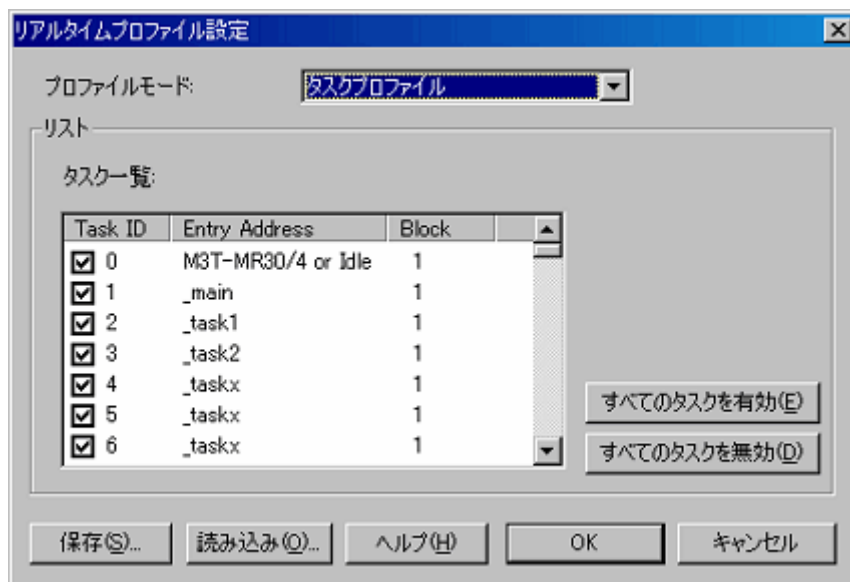 リアルタイムプロファイル設定
プロファイルモード: タスクプロファイル
リスト
タスク一覧:
Task ID Entry Address Block
0 M3T-MR30/4 or Idle 1
1 _main 1
2 _task1 1
3 _task2 1
4 _taskx 1
5 _taskx 1
6 _taskx 1
すべてのタスクを有効(E)
すべてのタスクを無効(D)
保存(S)... 読み込み(O)... ヘルプ(H) OK キャンセル